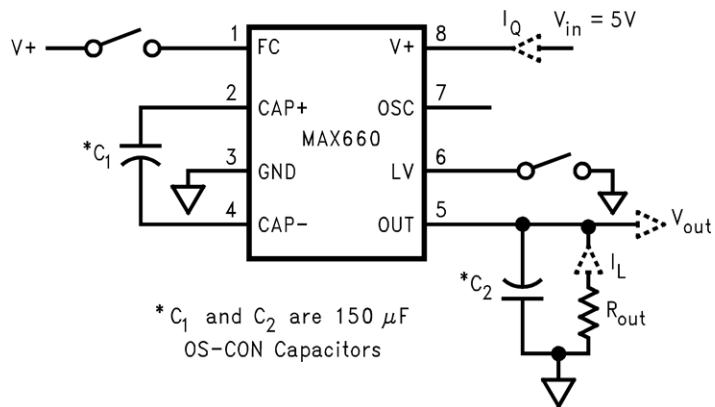 V+
1
FC
V+
8
I_Q
V_in = 5V
2
CAP+
OSC
7
*C_1
MAX660
3
GND
LV
6
4
CAP-
OUT
5
V_out
*C_2
I_L
R_out
*C_1 and C_2 are 150 μF
OS-CON Capacitors